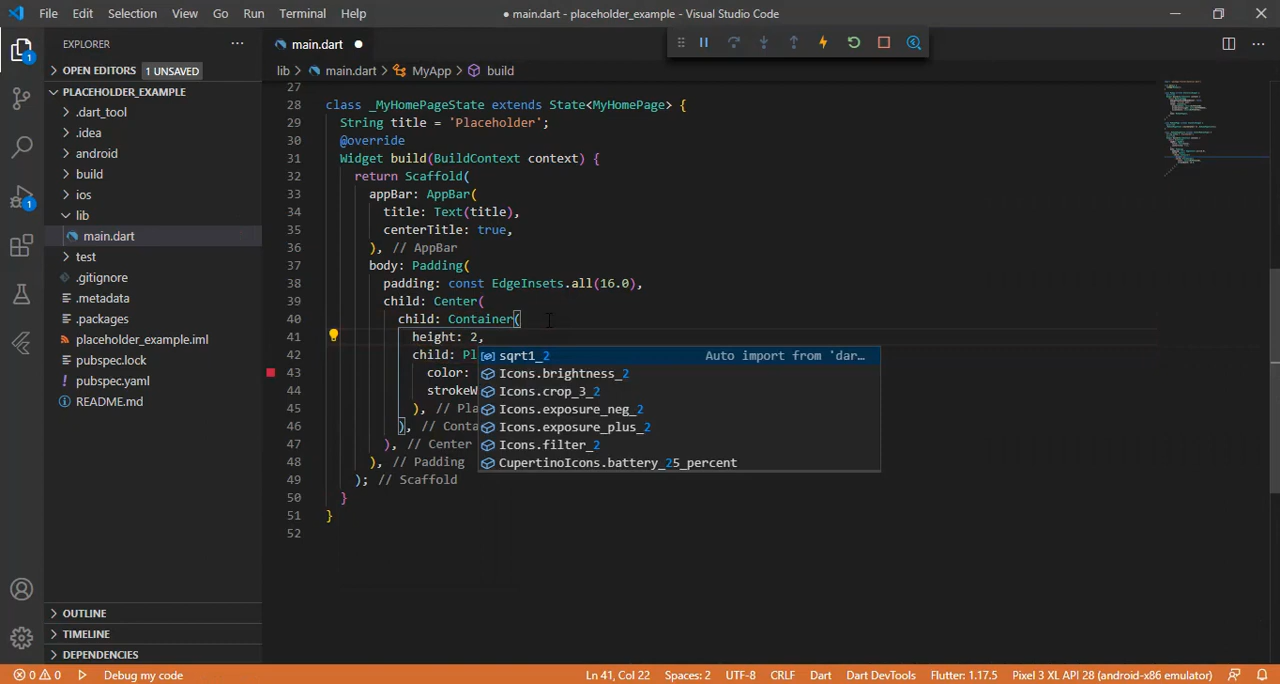 File Edit Selection View Go Run Terminal Help
● main.dart - placeholder_example - Visual Studio Code
EXPLORER
main.dart
OPEN EDITORS 1 UNSAVED
lib > main.dart > MyApp > build
PLACEHOLDER_EXAMPLE
.dart_tool
.idea
android
build
ios
lib
main.dart
test
.gitignore
.metadata
.packages
placeholder_example.iml
pubspec.lock
pubspec.yaml
README.md
OUTLINE
TIMELINE
DEPENDENCIES
1
1
27
28 class _MyHomePageState extends State<MyHomePage> {
29 String title = 'Placeholder';
30 @override
31 Widget build(BuildContext context) {
32 return Scaffold(
33 appBar: AppBar(
34 title: Text(title),
35 centerTitle: true,
36 ), // AppBar
37 body: Padding(
38 padding: const EdgeInsets.all(16.0),
39 child: Center(
40 child: Container(
41 height: 2,
42 child: Pl
43 color:
44 strokeW
45 ), // Pla
46 ), // Conta
47 ), // Center
48 ), // Padding
49 ); // Scaffold
50 }
51 }
52
sqrt1_2 Auto import from 'dar…
Icons.brightness_2
Icons.crop_3_2
Icons.exposure_neg_2
Icons.exposure_plus_2
Icons.filter_2
CupertinoIcons.battery_25_percent
0 0 Debug my code Ln 41, Col 22 Spaces: 2 UTF-8 CRLF Dart Dart DevTools Flutter: 1.17.5 Pixel 3 XL API 28 (android-x86 emulator)